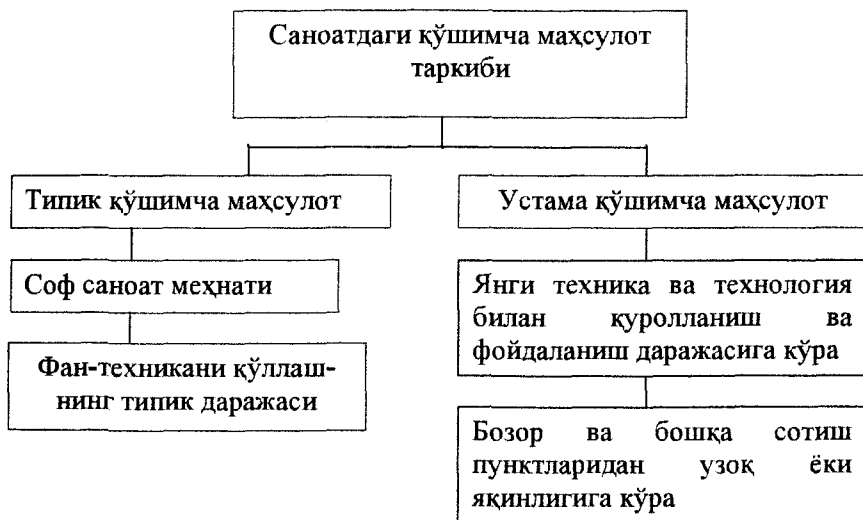 Саноатдаги қўшимча маҳсулот
таркиби
Типик қўшимча маҳсулот
Устама қўшимча маҳсулот
Соф саноат меҳнати
Янги техника ва технология
билан қуролланиш ва
фойдаланиш даражасига кўра
Фан-техникани қўллаш-
нинг типик даражаси
Бозор ва бошқа сотиш
пунктларидан узоқ ёки
яқинлигига кўра